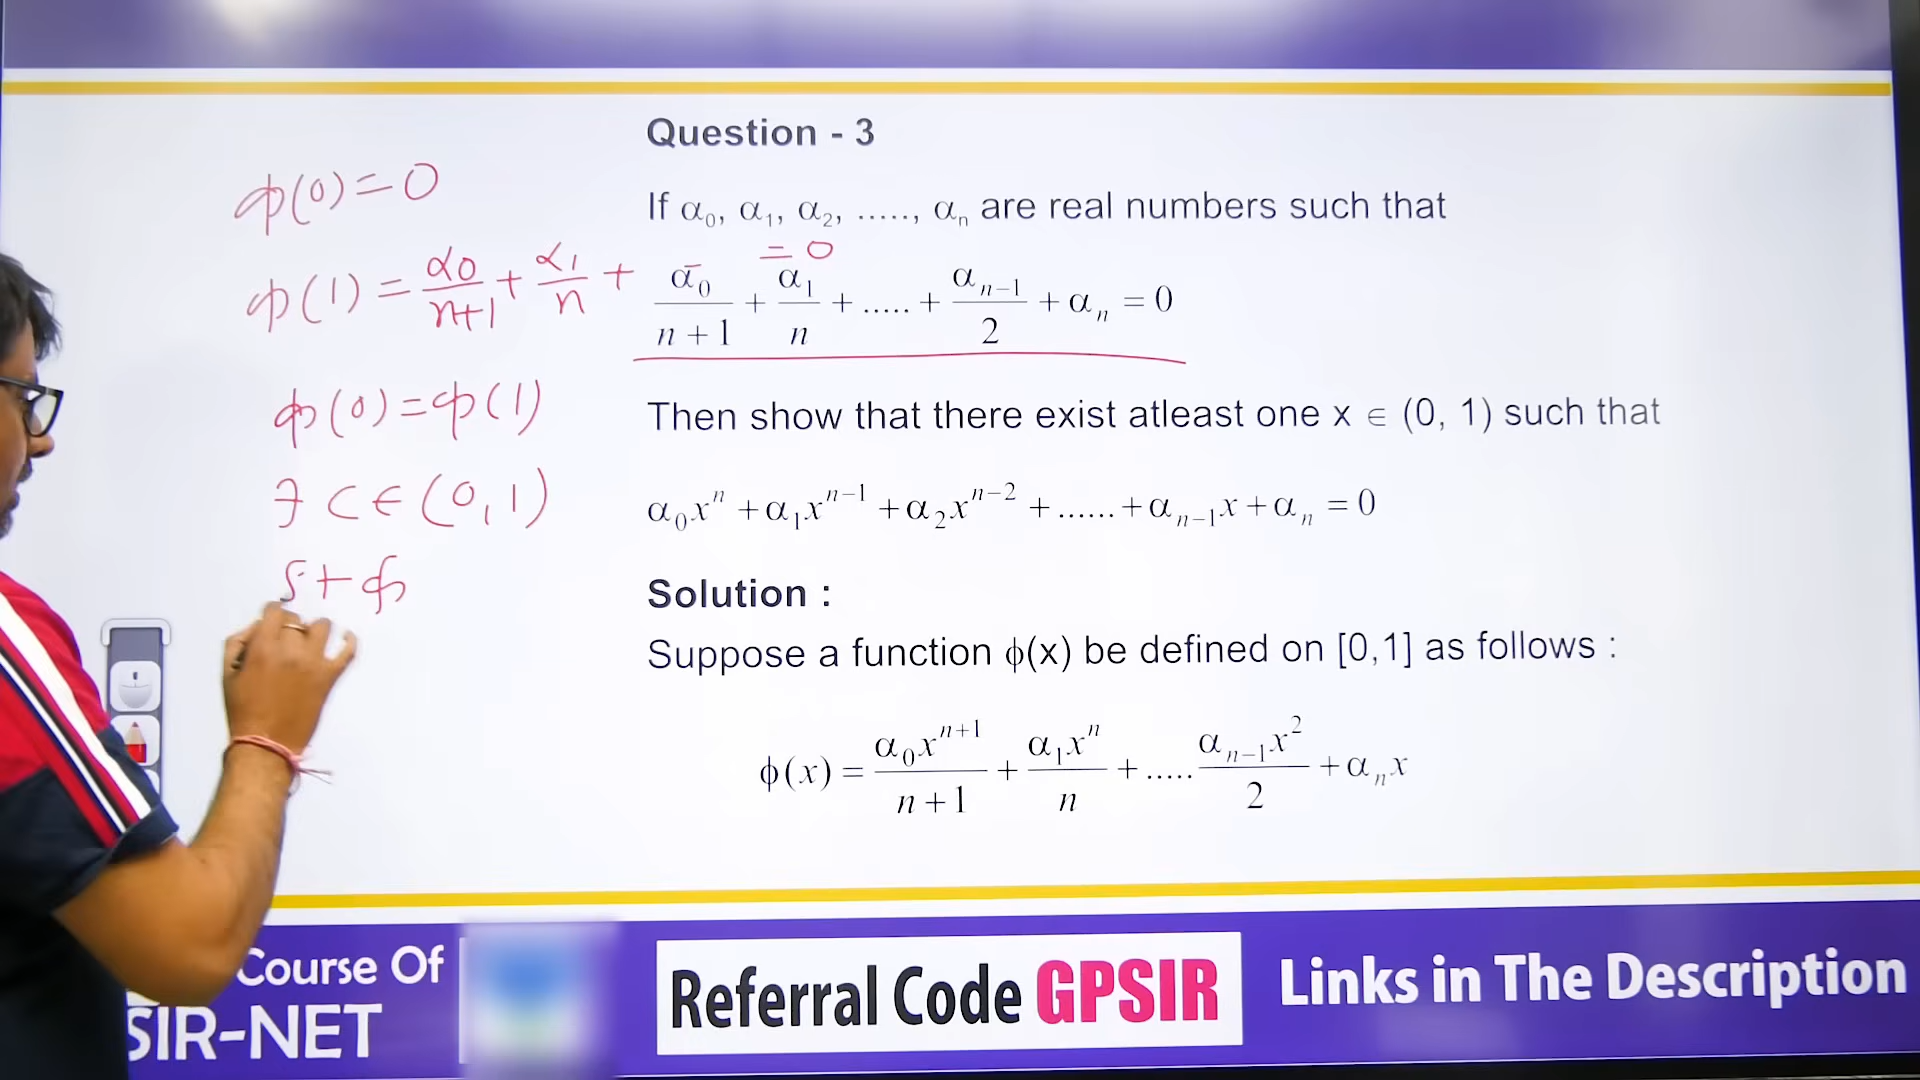 Question - 3
If α₀, α₁, α₂, ....., αₙ are real numbers such that
= 0
α₀/(n + 1) + α₁/n + ..... + αₙ₋₁/2 + αₙ = 0
Then show that there exist atleast one x ∈ (0, 1) such that
α₀xⁿ + α₁xⁿ⁻¹ + α₂xⁿ⁻² + ...... + αₙ₋₁x + αₙ = 0
Solution :
Suppose a function ϕ(x) be defined on [0,1] as follows :
ϕ(x) = α₀xⁿ⁺¹/(n + 1) + α₁xⁿ/n + ..... αₙ₋₁x²/2 + αₙx
ϕ(0) = 0
ϕ(1) = α₀/(n+1) + α₁/n +
ϕ(0) = ϕ(1)
∃ c ∈ (0, 1)
st ϕ
Course Of
SIR-NET
Referral Code GPSIR
Links in The Description